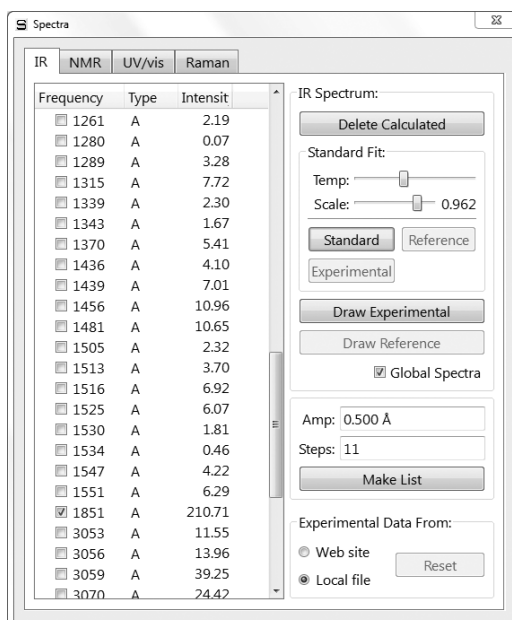 Spectra
IR NMR UV/vis Raman
Frequency Type Intensit
1261 A 2.19
1280 A 0.07
1289 A 3.28
1315 A 7.72
1339 A 2.30
1343 A 1.67
1370 A 5.41
1436 A 4.10
1439 A 7.01
1456 A 10.96
1481 A 10.65
1505 A 2.32
1513 A 3.70
1516 A 6.92
1525 A 6.07
1530 A 1.81
1534 A 0.46
1547 A 4.22
1551 A 6.29
1851 A 210.71
3053 A 11.55
3056 A 13.96
3059 A 39.25
3070 A 24.42
IR Spectrum:
Delete Calculated
Standard Fit:
Temp:
Scale: 0.962
Standard Reference
Experimental
Draw Experimental
Draw Reference
Global Spectra
Amp: 0.500 Å
Steps: 11
Make List
Experimental Data From:
Web site
Local file
Reset